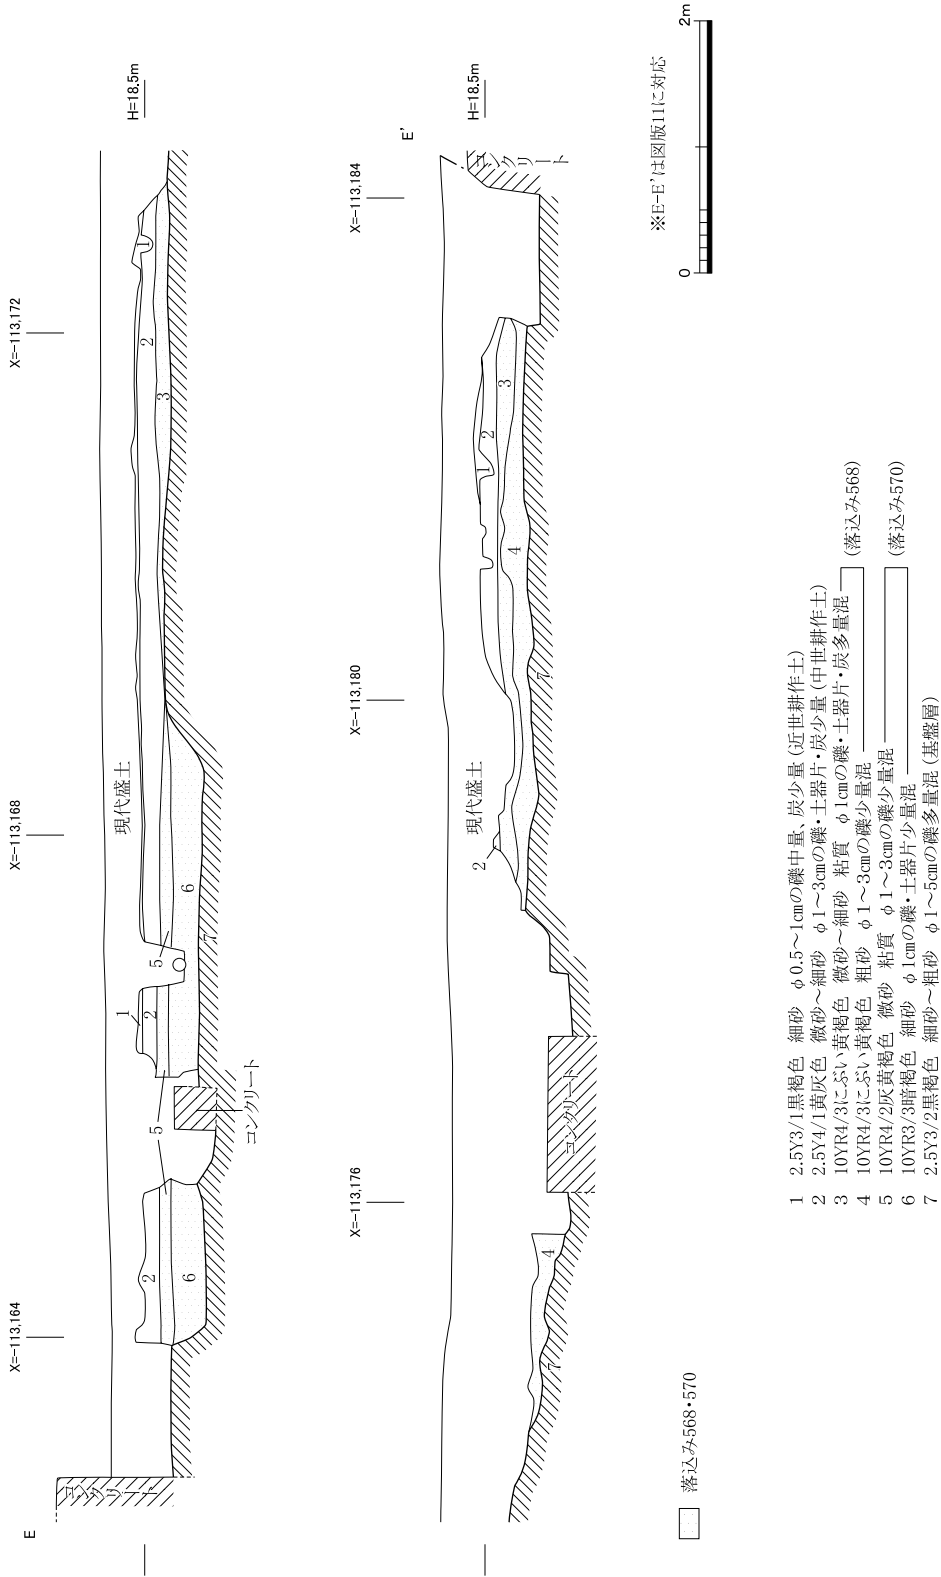 E
コンクリート
X=-113,164
X=-113,168
X=-113,172
現代盛土
H=18.5m
2
6
5
コンクリート
1
2
5
6
7
2
3
1
X=-113,176
X=-113,180
X=-113,184
E'
現代盛土
H=18.5m
7
4
コンクリート
2
7
4
1
2
3
コンクリート
落込み568・570
※E-E'は図版11に対応
0
2m
1 2.5Y3/1黒褐色 細砂 φ0.5～1cmの礫中量、炭少量(近世耕作土)
2 2.5Y4/1黄灰色 微砂～細砂 φ1～3cmの礫・土器片・炭少量(中世耕作土)
3 10YR4/3にぶい黄褐色 微砂～細砂 粘質 φ1cmの礫・土器片・炭多量混
4 10YR4/3にぶい黄褐色 粗砂 φ1～3cmの礫少量混
(落込み568)
5 10YR4/2灰黄褐色 微砂 粘質 φ1～3cmの礫少量混
6 10YR3/3暗褐色 細砂 φ1cmの礫・土器片少量混
(落込み570)
7 2.5Y3/2黒褐色 細砂～粗砂 φ1～5cmの礫多量混(基盤層)